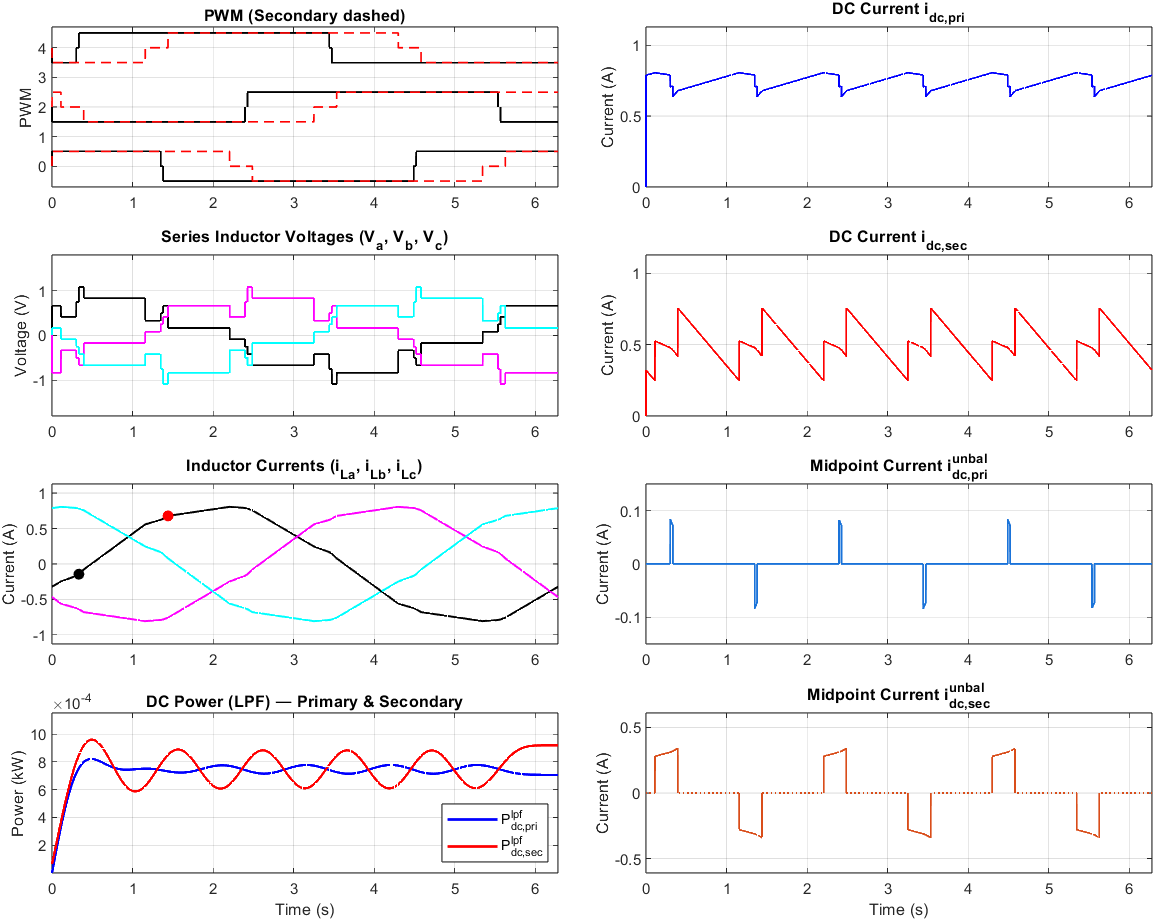 PWM (Secondary dashed)
PWM
4
3
2
1
0
0 1 2 3 4 5 6
DC Current i_dc,pri
Current (A)
1
0.5
0
0 1 2 3 4 5 6
Series Inductor Voltages (V_a, V_b, V_c)
Voltage (V)
1
0
-1
0 1 2 3 4 5 6
DC Current i_dc,sec
Current (A)
1
0.5
0
0 1 2 3 4 5 6
Inductor Currents (i_La, i_Lb, i_Lc)
Current (A)
1
0.5
0
-0.5
-1
0 1 2 3 4 5 6
Midpoint Current i^unbal_dc,pri
Current (A)
0.1
0
-0.1
0 1 2 3 4 5 6
DC Power (LPF) — Primary & Secondary
×10^-4
Power (kW)
10
8
6
4
2
P^lpf_dc,pri
P^lpf_dc,sec
0 1 2 3 4 5 6
Time (s)
Midpoint Current i^unbal_dc,sec
Current (A)
0.5
0
-0.5
0 1 2 3 4 5 6
Time (s)